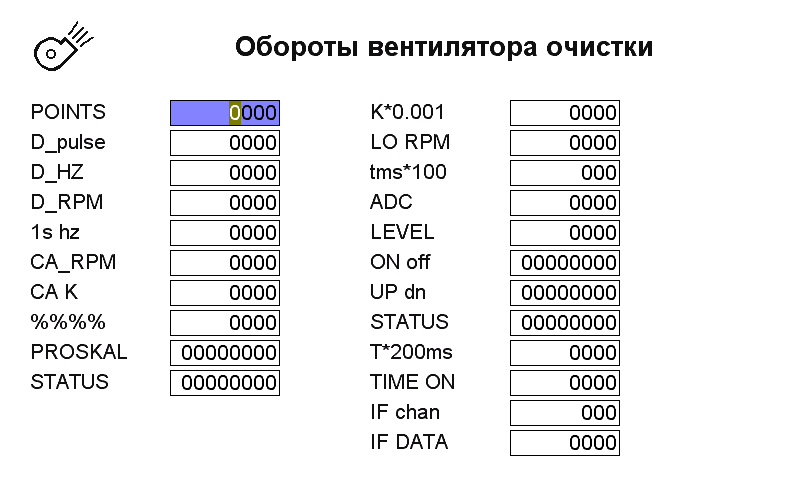 Обороты вентилятора очистки
POINTS 0000 K*0.001 0000
D_pulse 0000 LO RPM 0000
D_HZ 0000 tms*100 000
D_RPM 0000 ADC 0000
1s hz 0000 LEVEL 0000
CA_RPM 0000 ON off 00000000
CA K 0000 UP dn 00000000
%%%% 0000 STATUS 00000000
PROSKAL 00000000 T*200ms 0000
STATUS 00000000 TIME ON 0000
IF chan 000
IF DATA 0000